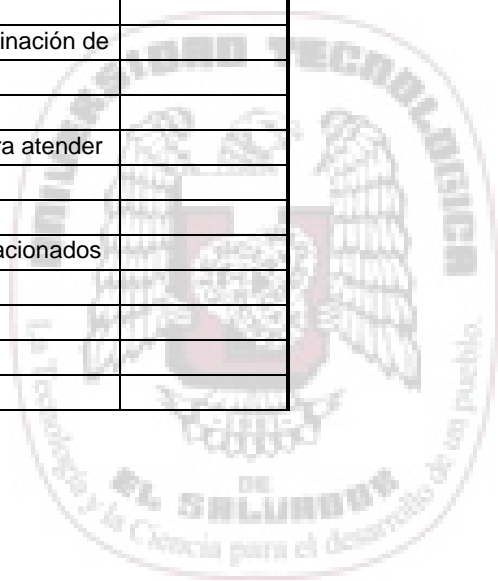 inación de
ra atender
acionados
UNIVERSIDAD TECNOLOGICA
DE
EL SALVADOR
La Tecnología y la Ciencia para el desarrollo de un pueblo.